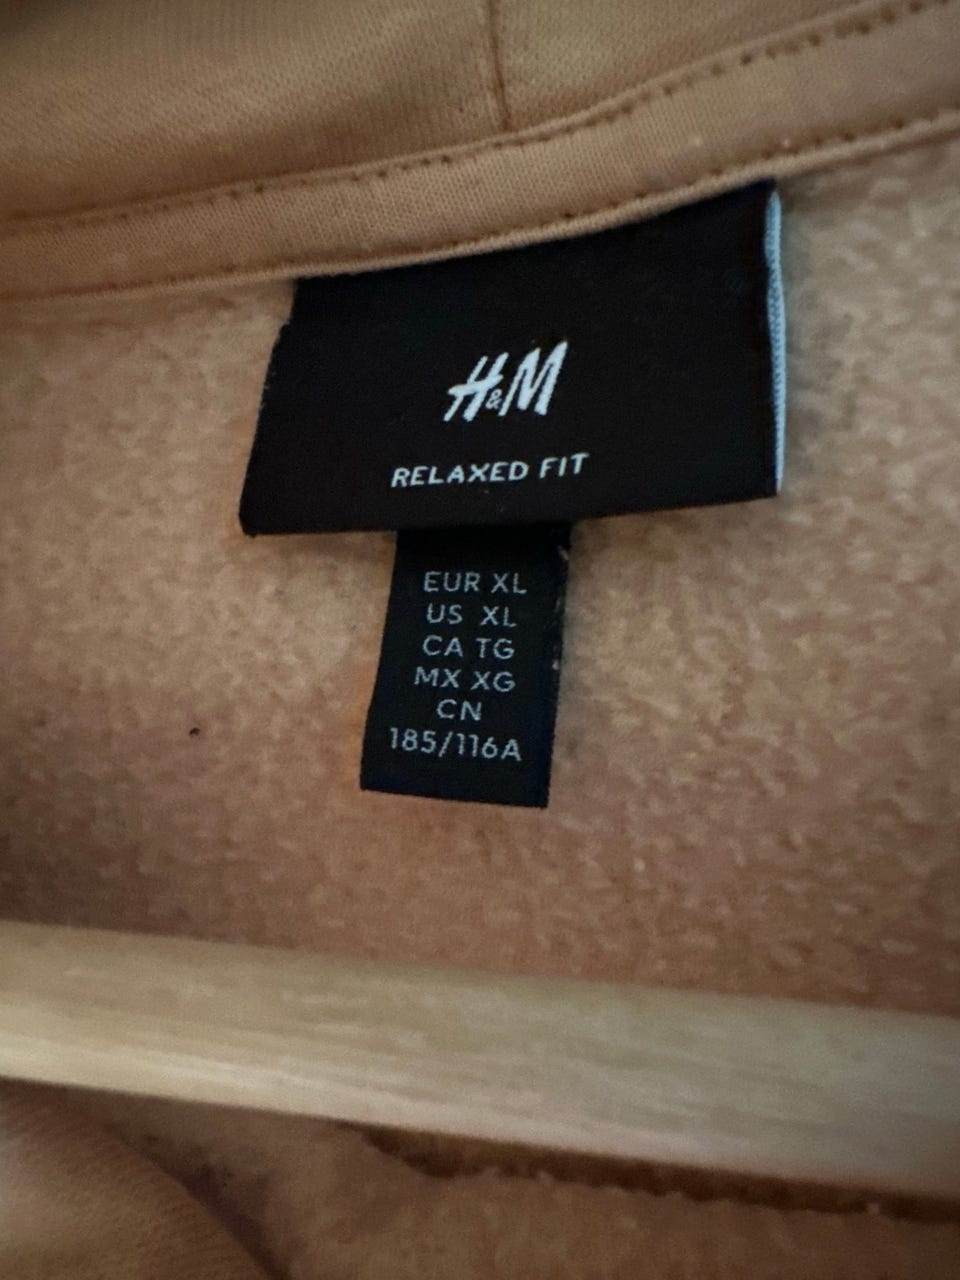 H&M
RELAXED FIT
EUR XL
US XL
CA TG
MX XG
CN
185/116A